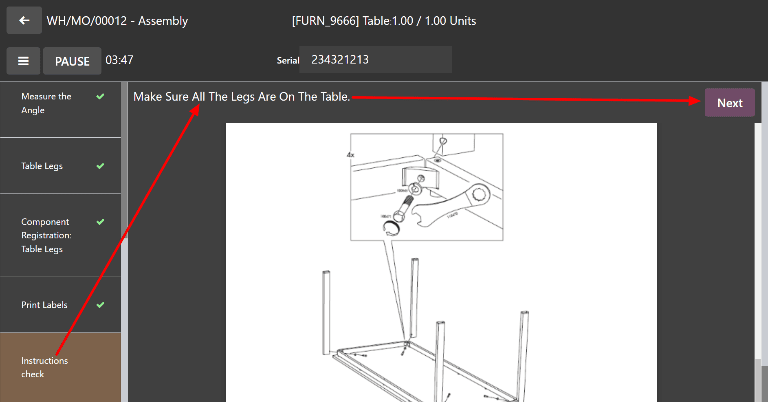 WH/MO/00012 - Assembly
[FURN_9666] Table 1.00 / 1.00 Units
PAUSE
03:47
Serial
234321213
Measure the
Angle
Table Legs
Component
Registration:
Table Legs
Print Labels
Instructions
check
Make Sure All The Legs Are On The Table.
Next
4x